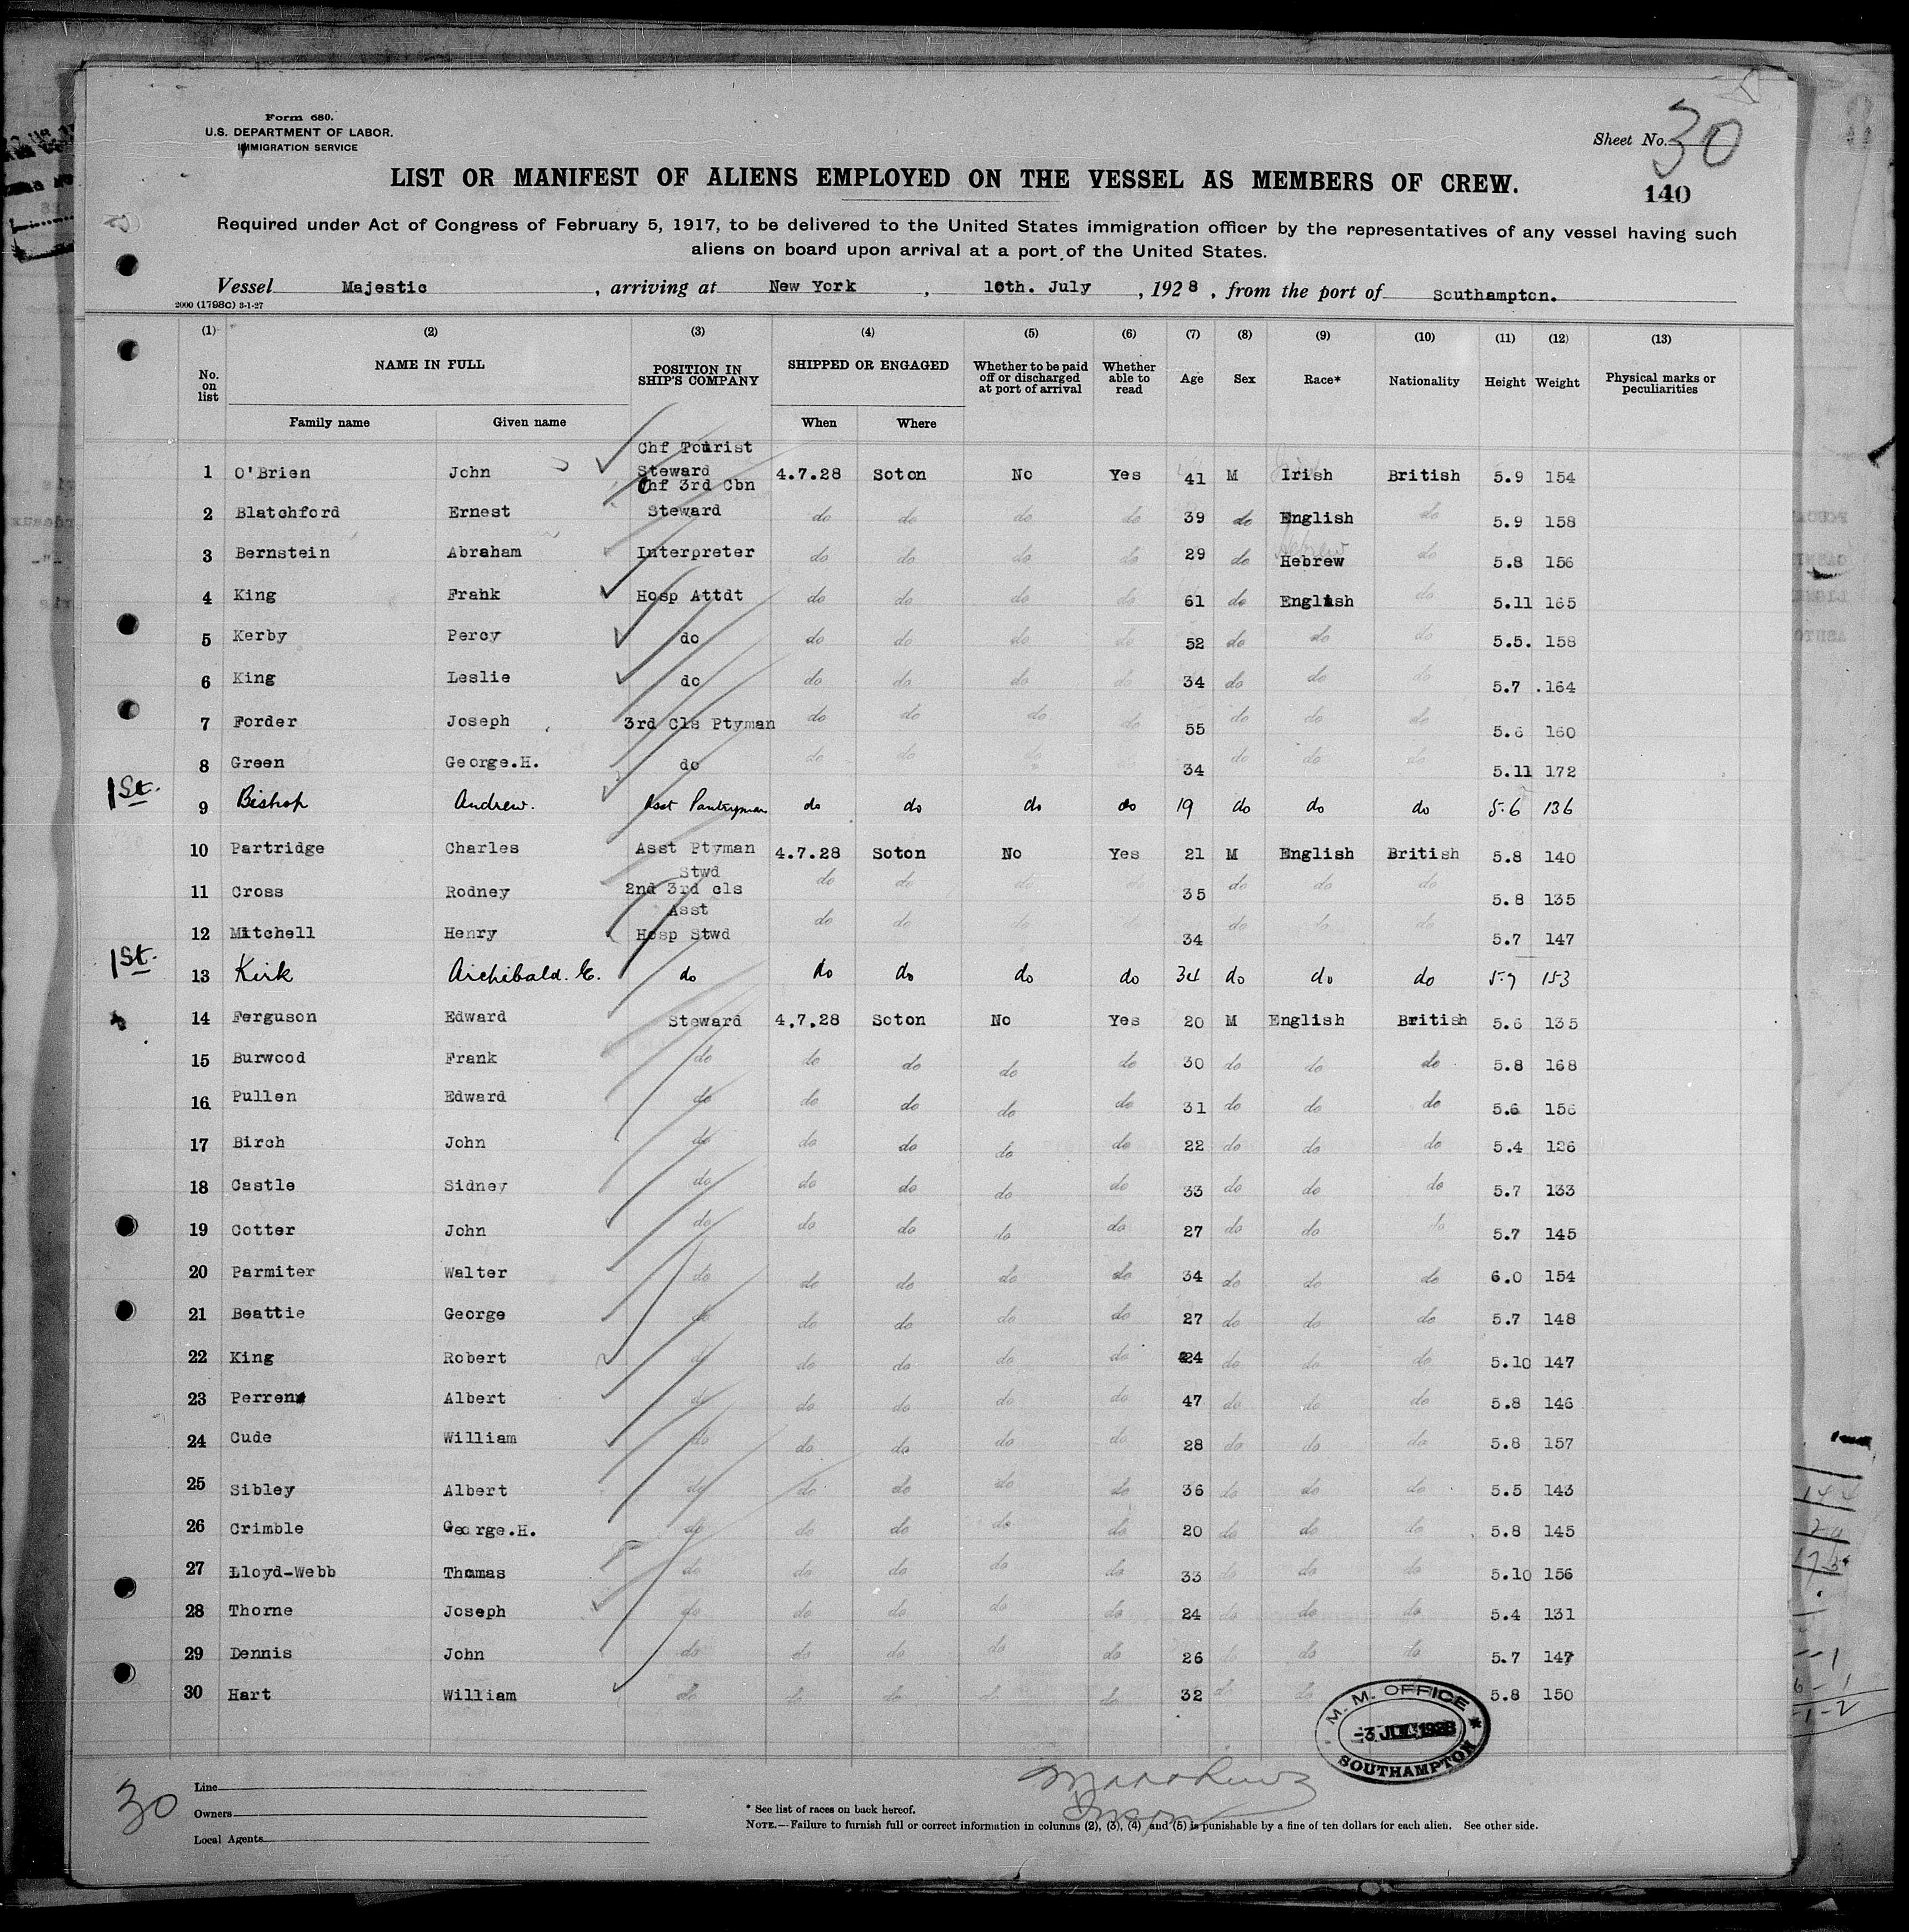 Form 680.
U.S. DEPARTMENT OF LABOR.
IMMIGRATION SERVICE
Sheet No. 30
140
LIST OR MANIFEST OF ALIENS EMPLOYED ON THE VESSEL AS MEMBERS OF CREW.
Required under Act of Congress of February 5, 1917, to be delivered to the United States immigration officer by the representatives of any vessel having such
aliens on board upon arrival at a port of the United States.
Vessel Majestic, arriving at New York, 10th. July, 1928, from the port of Southampton.
2000 (1798C) 3-1-27
(1) (2) (3) (4) (5) (6) (7) (8) (9) (10) (11) (12) (13)
No. on list NAME IN FULL POSITION IN SHIP'S COMPANY SHIPPED OR ENGAGED Whether to be paid off or discharged at port of arrival Whether able to read Age Sex Race* Nationality Height Weight Physical marks or peculiarities
Family name Given name When Where
1 O'Brien John Chf Tourist Steward 4.7.28 Soton No Yes 41 M Irish British 5.9 154
2 Blatchford Ernest Chf 3rd Cbn Steward do do do do 39 do English do 5.9 158
3 Bernstein Abraham Interpreter do do do do 29 do Hebrew do 5.8 156
4 King Frank Hosp Attdt do do do do 61 do English do 5.11 165
5 Kerby Percy do do do do do 52 do do do 5.5. 158
6 King Leslie do do do do do 34 do do do 5.7 .164
7 Forder Joseph 3rd Cls Ptyman do do do do 55 do do do 5.6 160
8 Green George.H. do do do do 34 do do do 5.11 172
1St. 9 Bishop Andrew. Asst Pantryman do do do do 19 do do do 5-6 136
10 Partridge Charles Asst Ptyman 4.7.28 Soton No Yes 21 M English British 5.8 140
11 Cross Rodney Stwd 2nd 3rd cls do do do do 35 do do do 5.8 135
12 Mitchell Henry Asst Hosp Stwd do do do 34 do do do 5.7 147
1St. 13 Kirk Archibald. do do do do do 34 do do do 5-7 153
14 Ferguson Edward Steward 4.7.28 Soton No Yes 20 M English British 5.6 135
15 Burwood Frank do do do do do 30 do do do 5.8 168
16 Pullen Edward do do do do do 31 do do do 5.6 156
17 Birch John do do do do do 22 do do do 5.4 126
18 Castle Sidney do do do do do 33 do do do 5.7 133
19 Cotter John do do do do do 27 do do do 5.7 145
20 Parmiter Walter do do do do do 34 do do do 6.0 154
21 Beattie George do do do do do 27 do do do 5.7 148
22 King Robert do do do do do 24 do do do 5.10 147
23 Perren Albert do do do do do 47 do do do 5.8 146
24 Cude William do do do do do 28 do do do 5.8 157
25 Sibley Albert do do do do do 36 do do do 5.5 143
26 Crimble George.H. do do do do do 20 do do do 5.8 145
27 Lloyd-Webb Thomas do do do do do 33 do do do 5.10 156
28 Thorne Joseph do do do do do 24 do do do 5.4 131
29 Dennis John do do do do do 26 do do do 5.7 147
30 Hart William do do do do do 32 do do 5.8 150
M. M. OFFICE
-3 JUL 1928
SOUTHAMPTON
30
Line
Owners
Local Agents
* See list of races on back hereof.
NOTE.—Failure to furnish full or correct information in columns (2), (3), (4) and (5) is punishable by a fine of ten dollars for each alien. See other side.